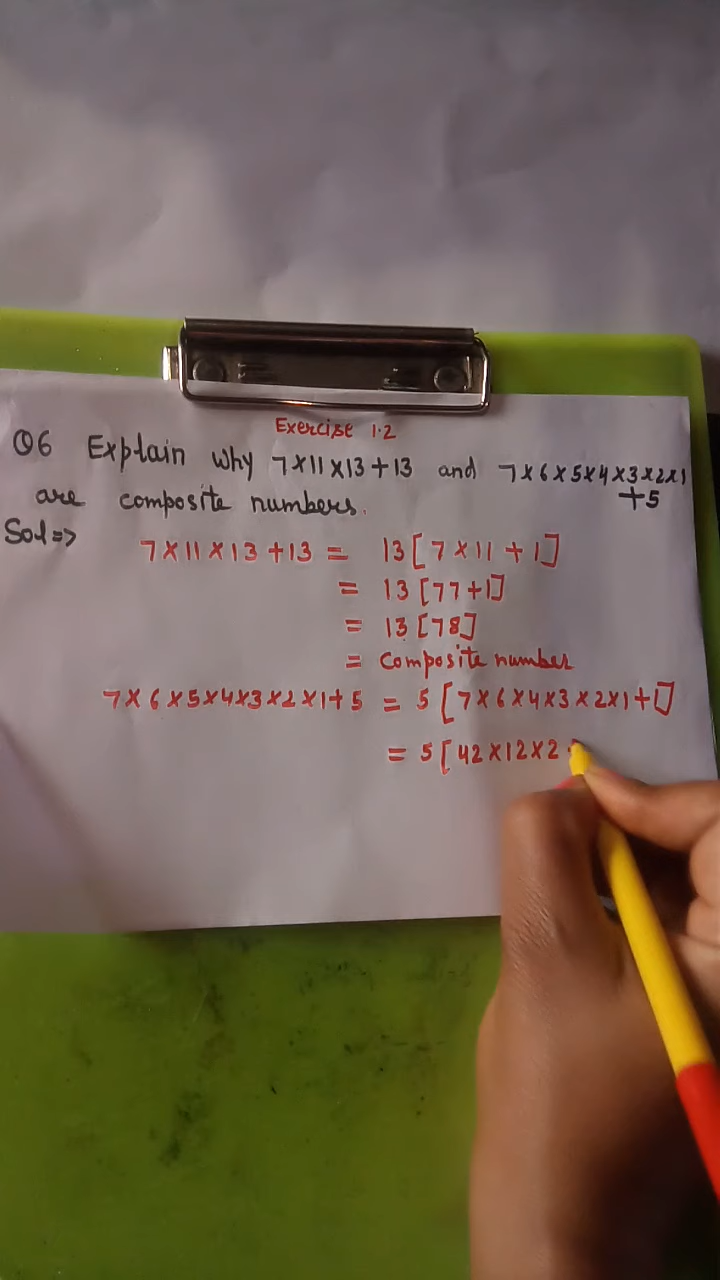 Exercise 1.2
Q6 Explain why 7×11×13+13 and 7×6×5×4×3×2×1
+5
are composite numbers.
Sol=>
7×11×13+13 = 13[7×11+1]
= 13[77+1]
= 13[78]
= composite number
7×6×5×4×3×2×1+5 = 5[7×6×4×3×2×1+1]
= 5[42×12×2